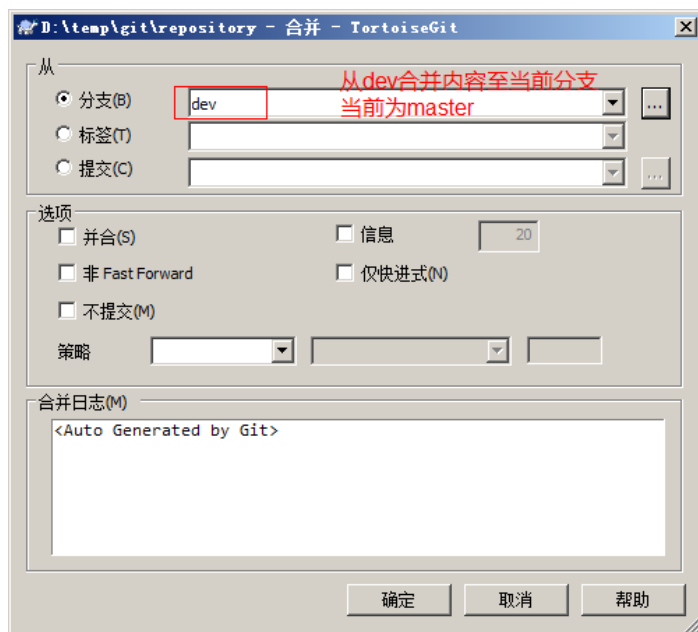 D:\temp\git\repository - 合并 - TortoiseGit
从
分支(B)
dev
从dev合并内容至当前分支
当前为master
...
标签(T)
提交(C)
...
选项
并合(S)
信息
20
非 Fast Forward
仅快进式(N)
不提交(M)
策略
合并日志(M)
<Auto Generated by Git>
确定
取消
帮助